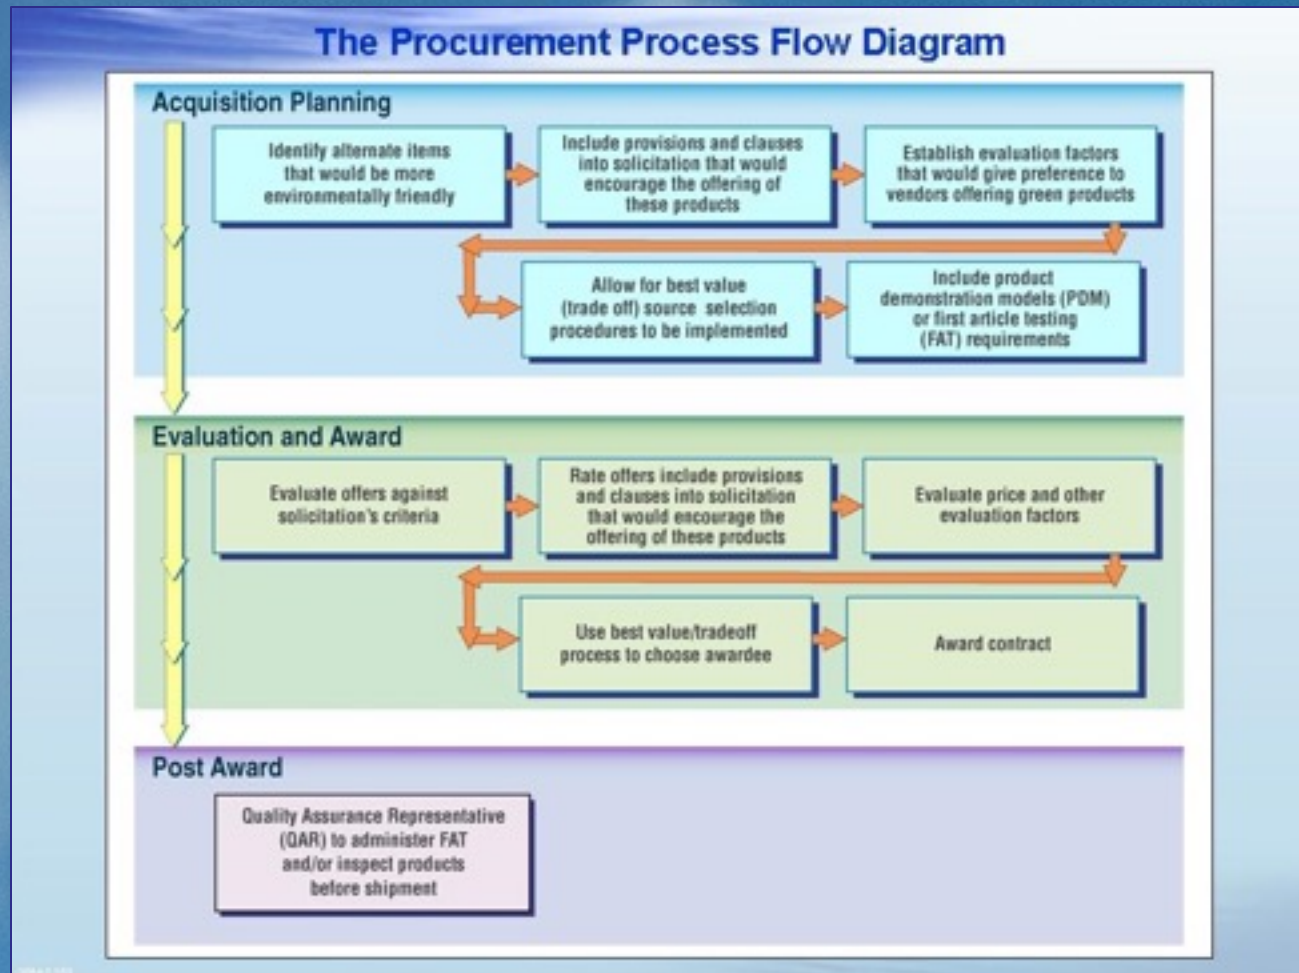 The Procurement Process Flow Diagram
Acquisition Planning
Identify alternate items
that would be more
environmentally friendly
Include provisions and clauses
into solicitation that would
encourage the offering of
these products
Establish evaluation factors
that would give preference to
vendors offering green products
Allow for best value
(trade off) source selection
procedures to be implemented
Include product
demonstration models (PDM)
or first article testing
(FAT) requirements
Evaluation and Award
Evaluate offers against
solicitation's criteria
Rate offers include provisions
and clauses into solicitation
that would encourage the
offering of these products
Evaluate price and other
evaluation factors
Use best value/tradeoff
process to choose awardee
Award contract
Post Award
Quality Assurance Representative
(QAR) to administer FAT
and/or inspect products
before shipment